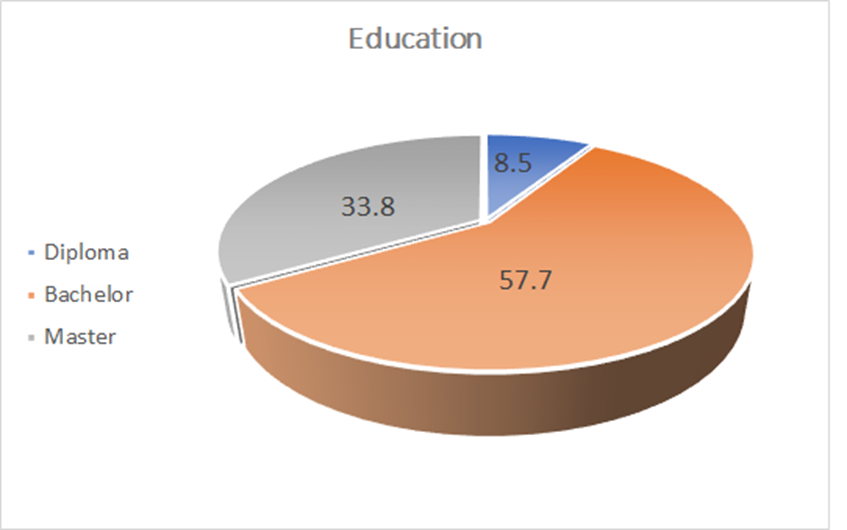 Education
8.5
33.8
57.7
Diploma
Bachelor
Master